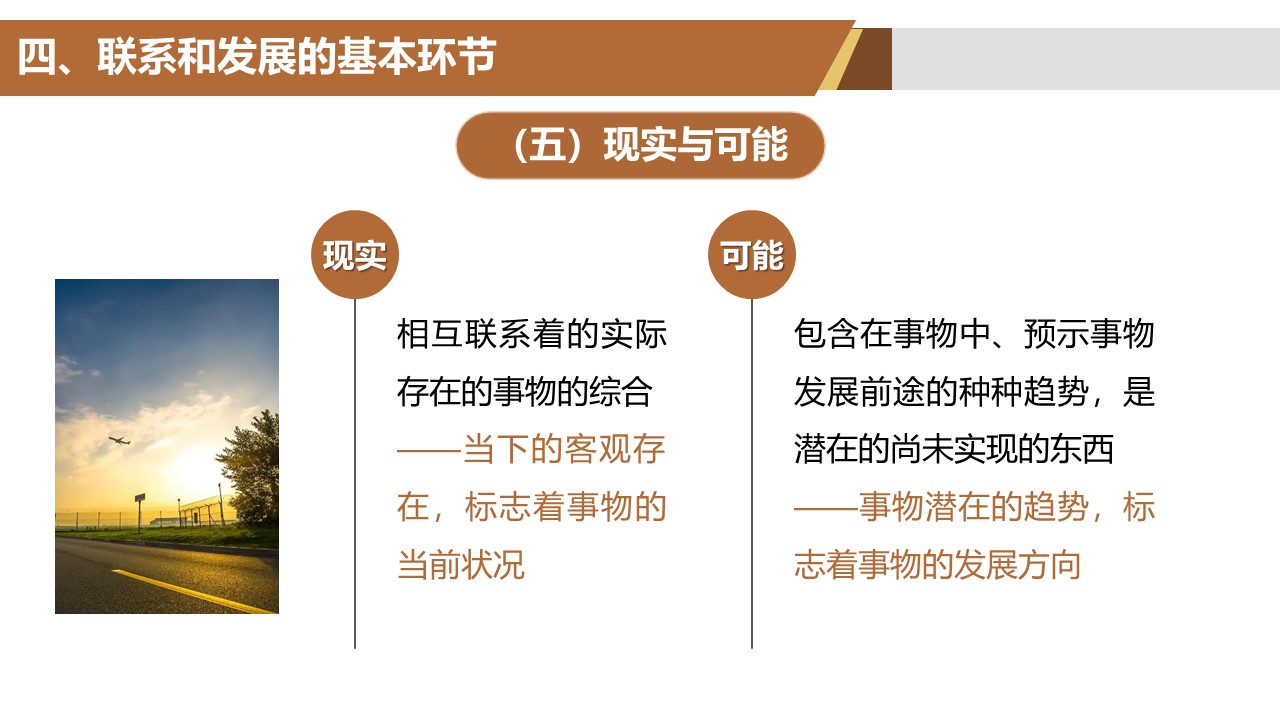 四、联系和发展的基本环节
（五）现实与可能
现实
相互联系着的实际
存在的事物的综合
——当下的客观存
在，标志着事物的
当前状况
可能
包含在事物中、预示事物
发展前途的种种趋势，是
潜在的尚未实现的东西
——事物潜在的趋势，标
志着事物的发展方向